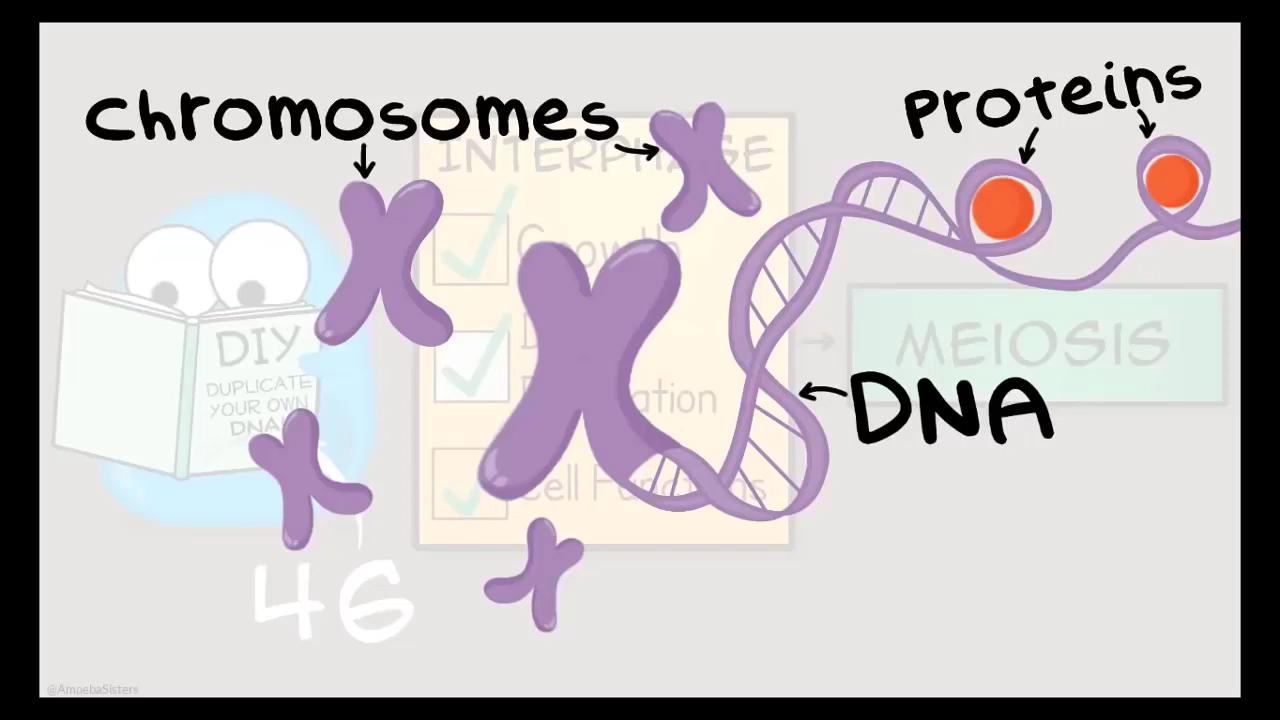 chromosomes
proteins
INTERPHASE
Growth
DIY
DUPLICATE
YOUR OWN
DNA!
MEIOSIS
DNA
Cell Functions
46
@AmoebaSisters